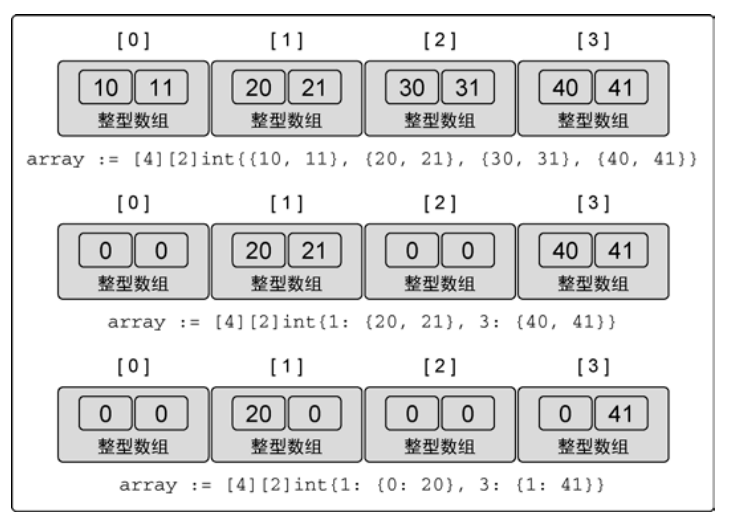 [0] [1] [2] [3]
10 11 20 21 30 31 40 41
整型数组 整型数组 整型数组 整型数组
array := [4][2]int{{10, 11}, {20, 21}, {30, 31}, {40, 41}}
[0] [1] [2] [3]
0 0 20 21 0 0 40 41
整型数组 整型数组 整型数组 整型数组
array := [4][2]int{1: {20, 21}, 3: {40, 41}}
[0] [1] [2] [3]
0 0 20 0 0 0 0 41
整型数组 整型数组 整型数组 整型数组
array := [4][2]int{1: {0: 20}, 3: {1: 41}}